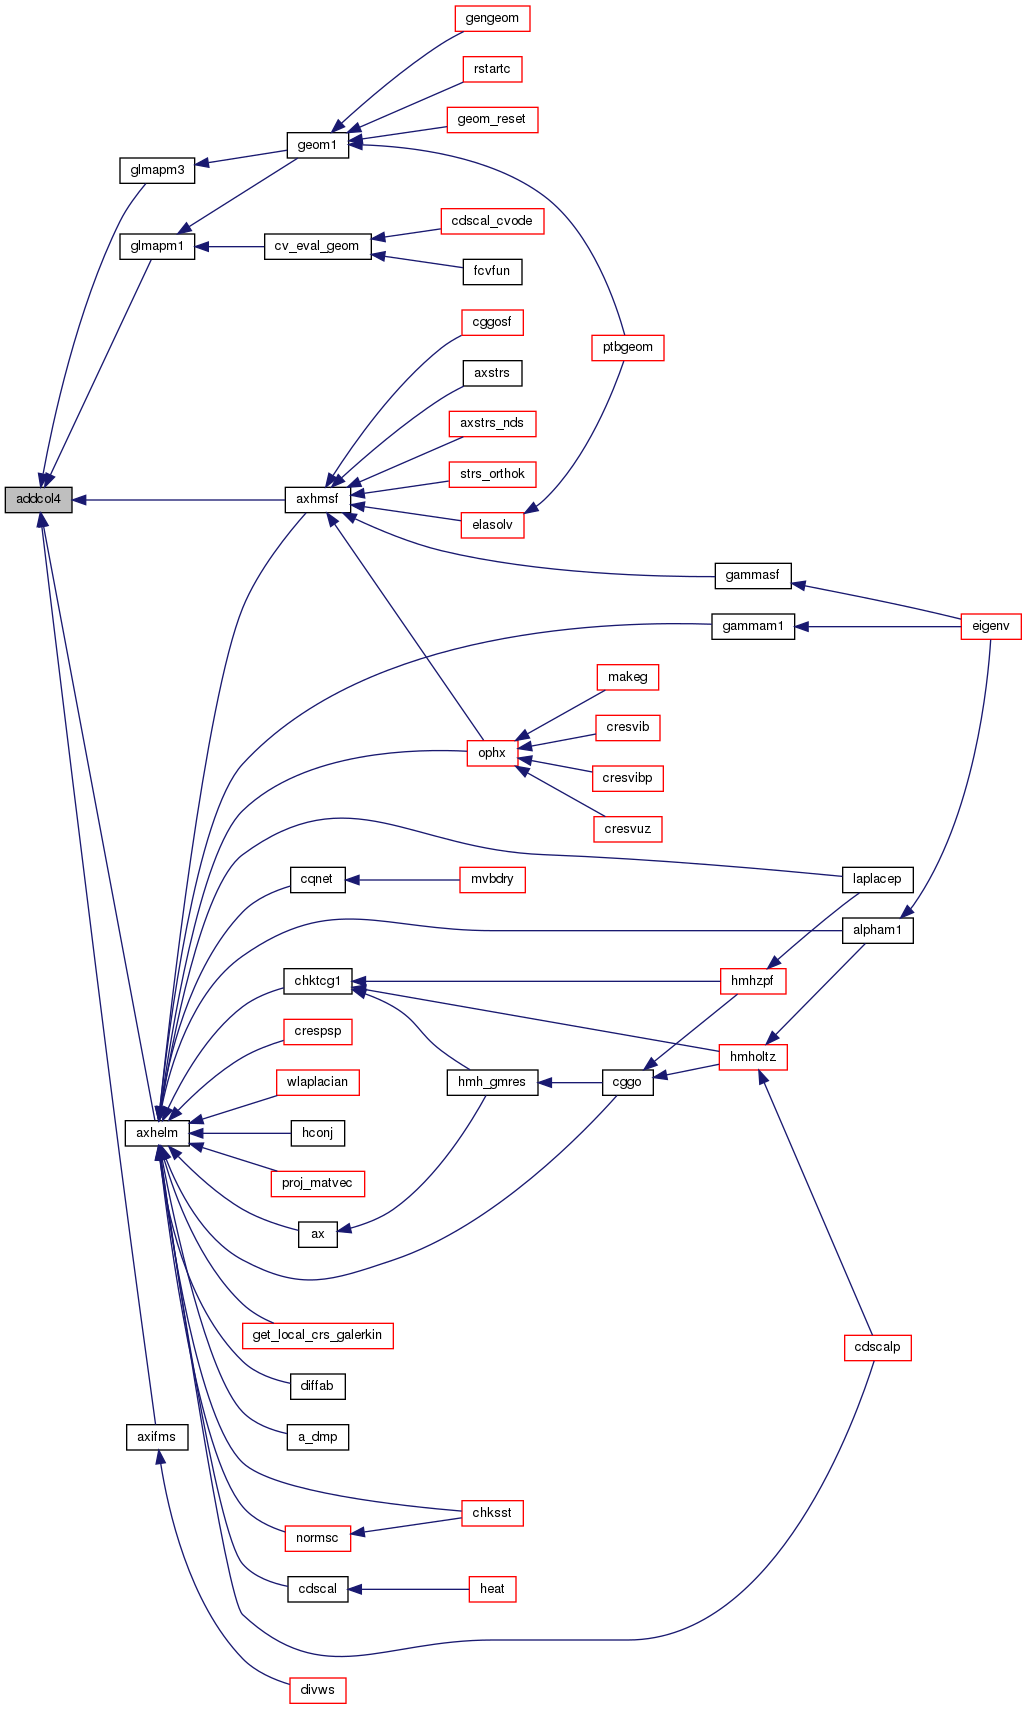 gengeom
rstartc
geom_reset
geom1
glmapm3
cdscal_cvode
glmapm1
cv_eval_geom
fcvfun
cggosf
ptbgeom
axstrs
axstrs_nds
strs_orthok
addcol4
axhmsf
elasolv
gammasf
gammam1
eigenv
makeg
cresvib
ophx
cresvibp
cresvuz
cqnet
mvbdry
laplacep
alpham1
chktcg1
hmhzpf
crespsp
hmholtz
wlaplacian
hmh_gmres
cggo
axhelm
hconj
proj_matvec
ax
get_local_crs_galerkin
cdscalp
diffab
axifms
a_dmp
chksst
normsc
cdscal
heat
divws